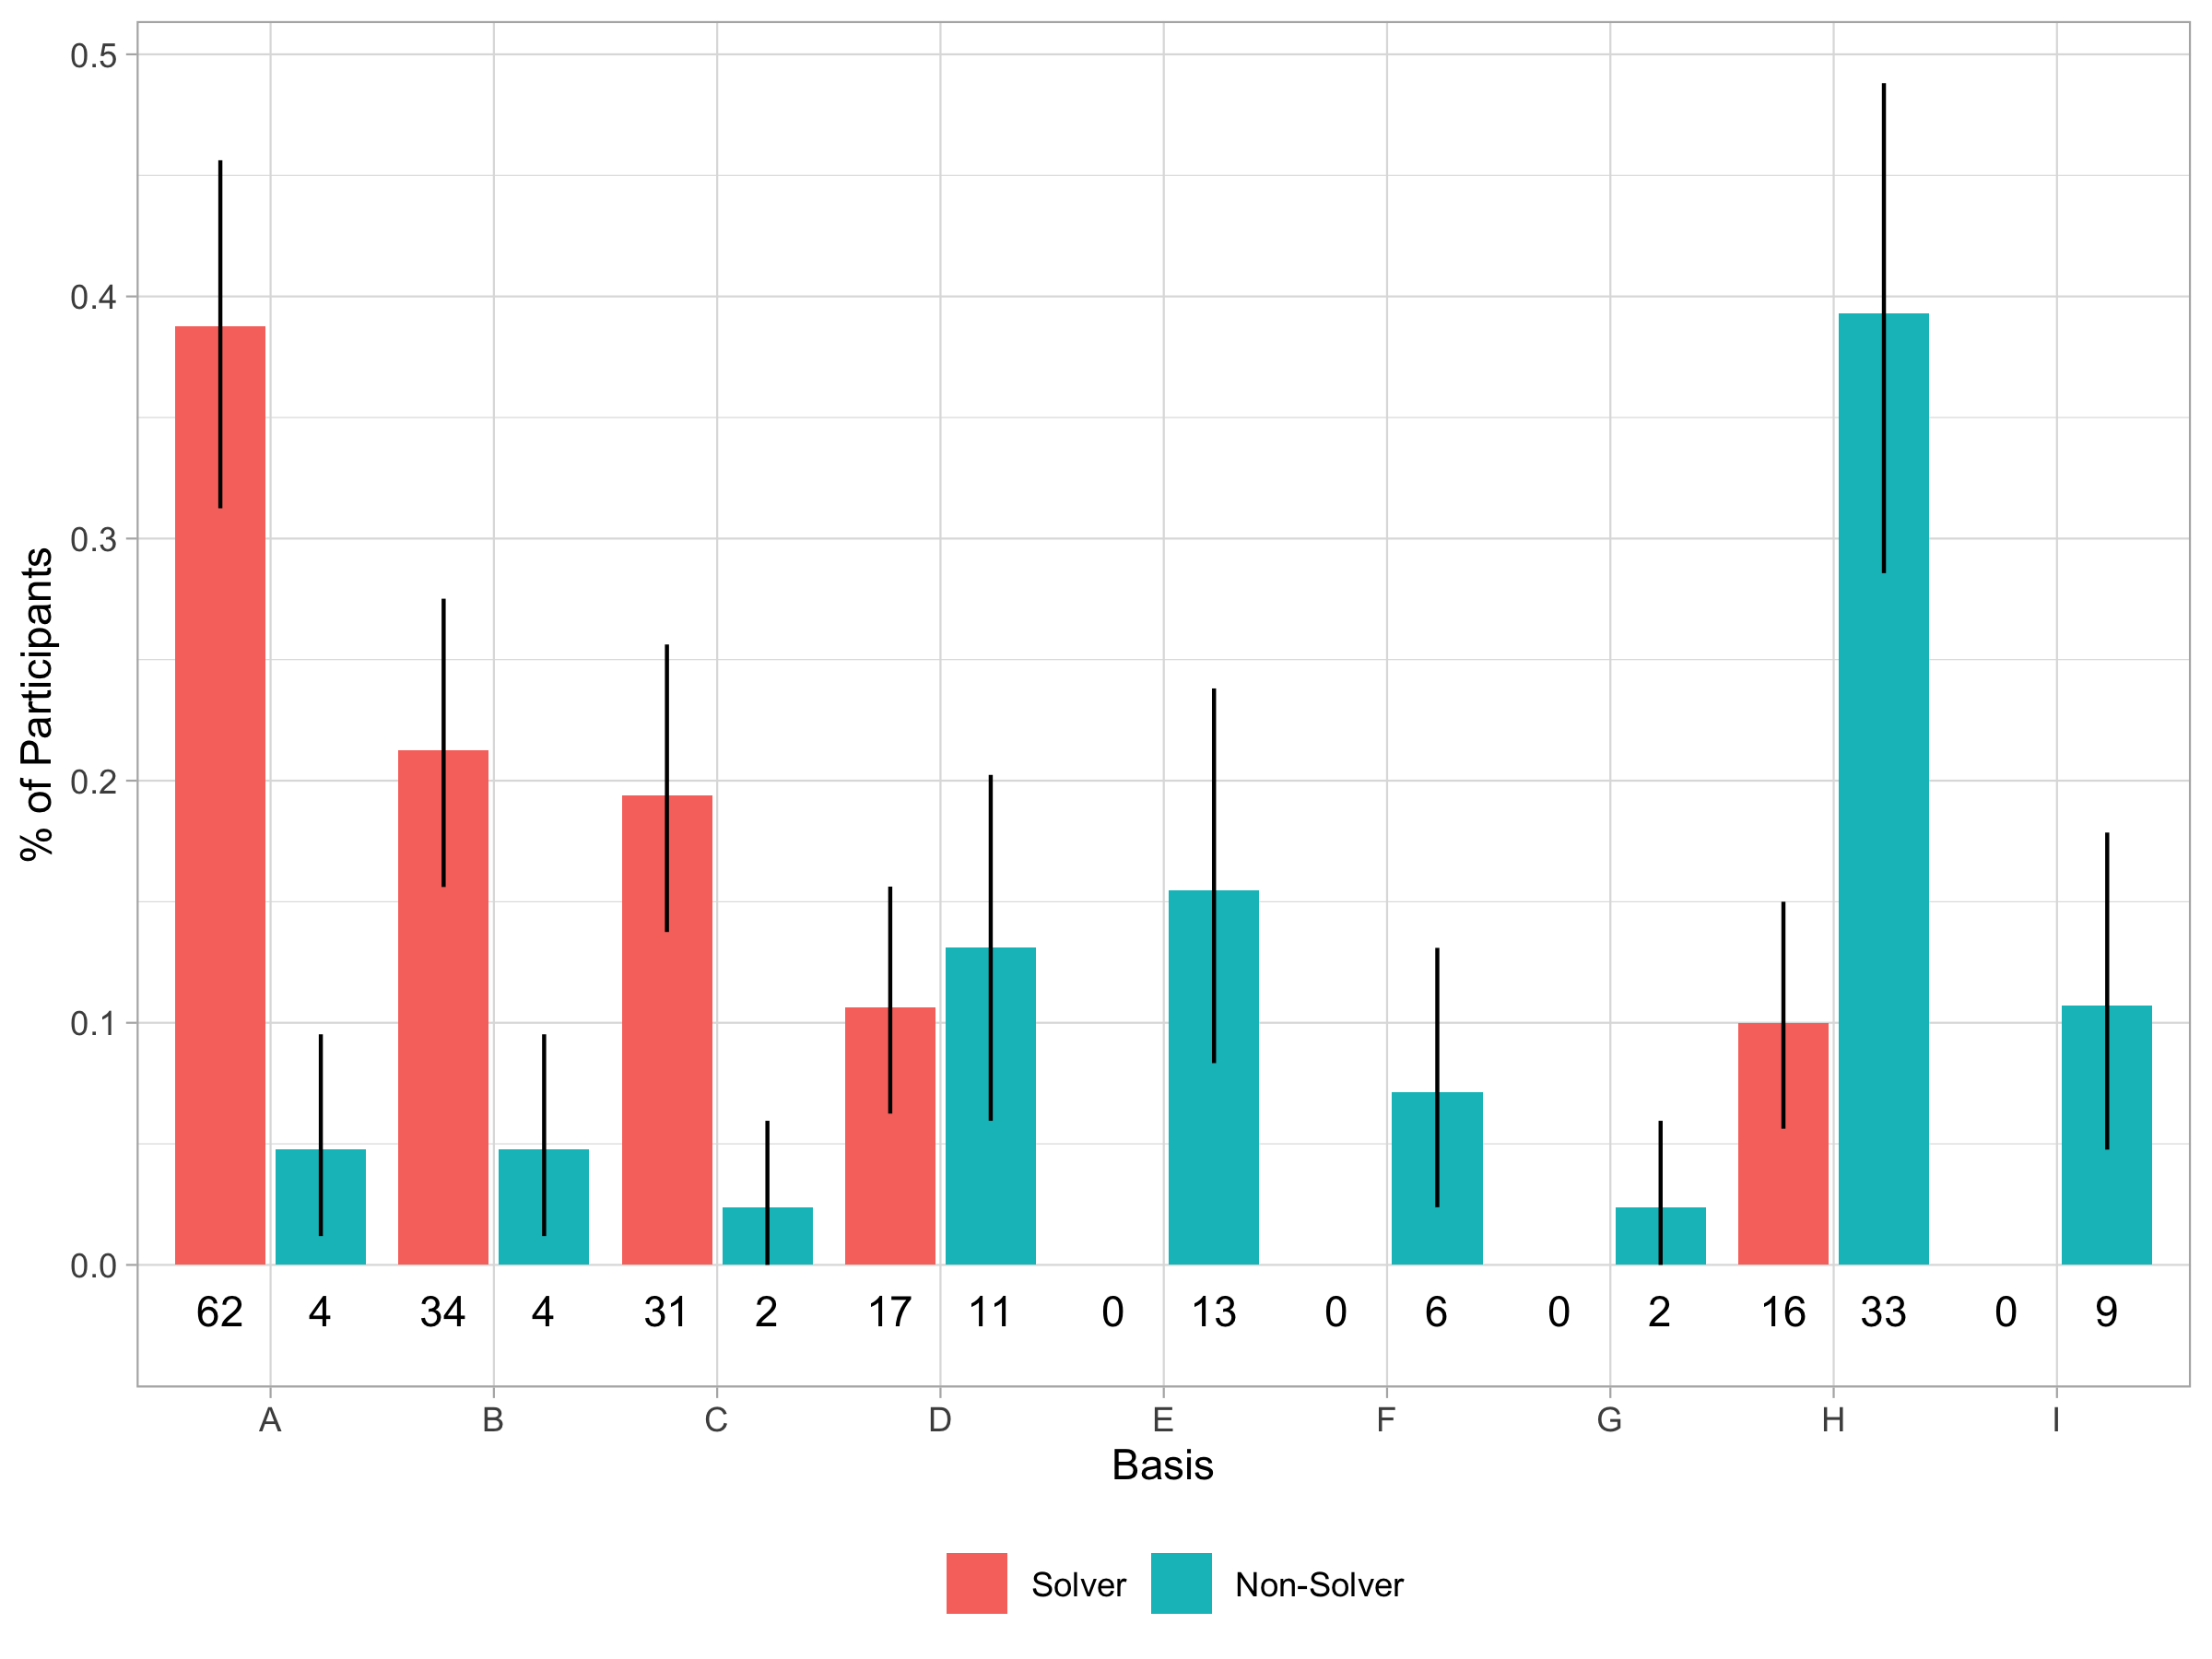 % of Participants
0.5
0.4
0.3
0.2
0.1
0.0
62 4 34 4 31 2 17 11 0 13 0 6 0 2 16 33 0 9
A B C D E F G H I
Basis
Solver Non-Solver